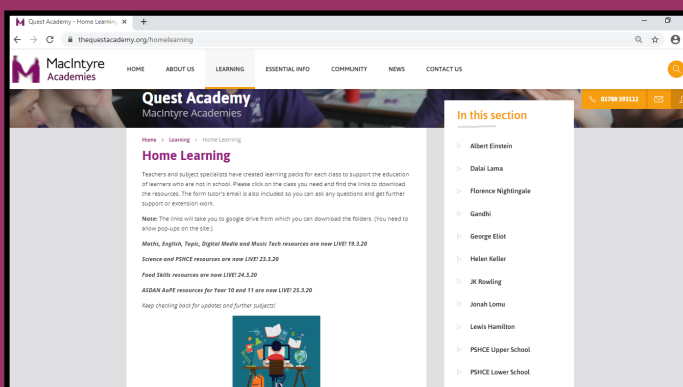 Quest Academy - Home Learning
thequestacademy.org/homelearning
MacIntyre
Academies
HOME
ABOUT US
LEARNING
ESSENTIAL INFO
COMMUNITY
NEWS
CONTACT US
Quest Academy
MacIntyre Academies
01788 593112
Home > Learning > Home Learning
Home Learning
Teachers and subject specialists have created learning packs for each class to support the education
of learners who are not in school. Please click on the class you need and find the links to download
the resources. The form tutor's email is also included so you can ask any questions and get further
support or extension work.
Note: The links will take you to google drive from which you can download the folders. (You need to
allow pop-ups on the site.)
Maths, English, Topic, Digital Media and Music Tech resources are now LIVE! 19.3.20
Science and PSHCE resources are now LIVE! 23.3.20
Food Skills resources are now LIVE! 24.3.20
ASDAN AoPE resources for Year 10 and 11 are now LIVE! 25.3.20
Keep checking back for updates and further subjects!
In this section
Albert Einstein
Dalai Lama
Florence Nightingale
Gandhi
George Eliot
Helen Keller
JK Rowling
Jonah Lomu
Lewis Hamilton
PSHCE Upper School
PSHCE Lower School